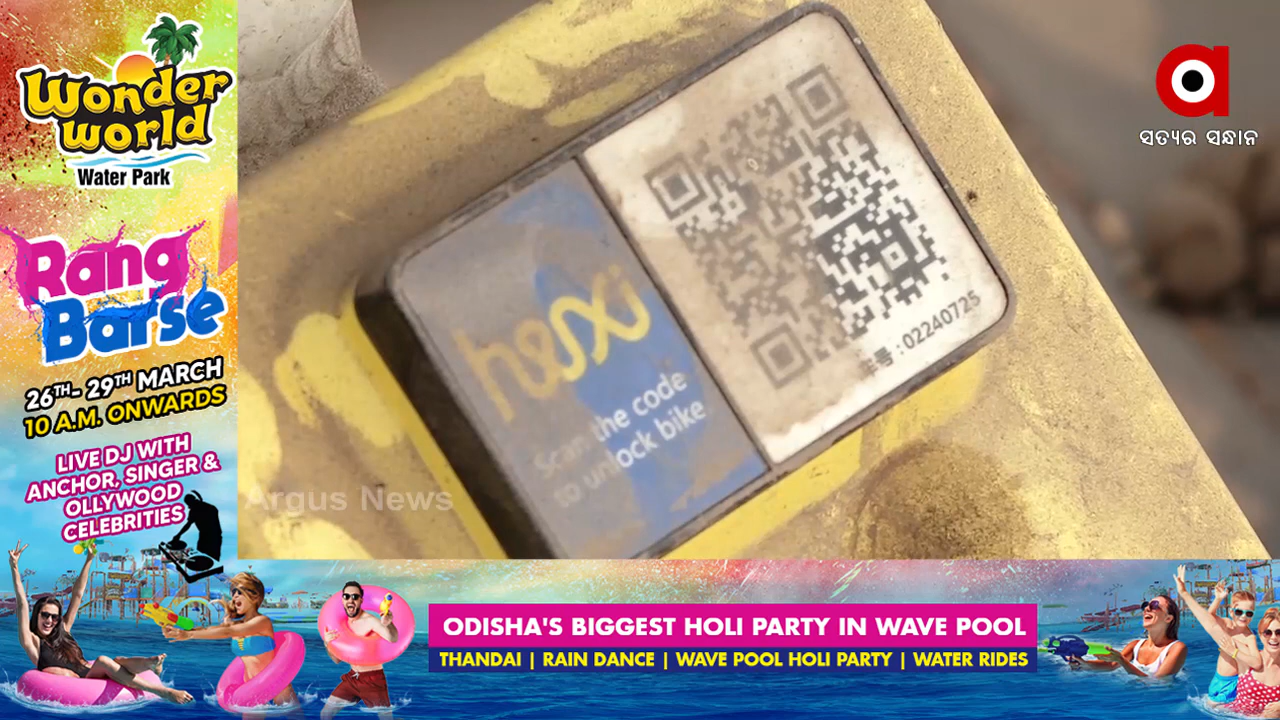 Wonder
world
Water Park
Rang
Barse
26TH- 29TH MARCH
10 A.M. ONWARDS
LIVE DJ WITH
ANCHOR, SINGER &
OLLYWOOD
CELEBRITIES
hexi
Scan the code
to unlock bike
: 02240725
Argus News
ସତ୍ୟର ସନ୍ଧାନ
ODISHA'S BIGGEST HOLI PARTY IN WAVE POOL
THANDAI | RAIN DANCE | WAVE POOL HOLI PARTY | WATER RIDES